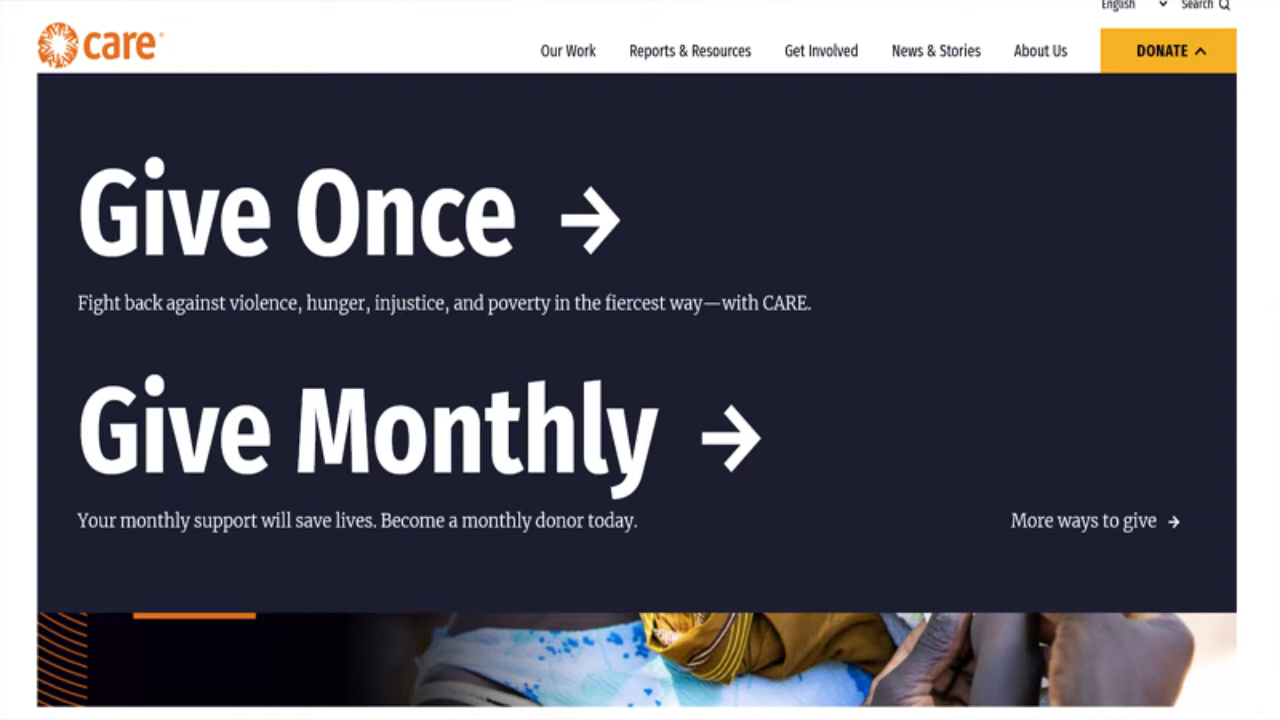 English
Search
care
Our Work
Reports & Resources
Get Involved
News & Stories
About Us
DONATE
Give Once
Fight back against violence, hunger, injustice, and poverty in the fiercest way—with CARE.
Give Monthly
Your monthly support will save lives. Become a monthly donor today.
More ways to give